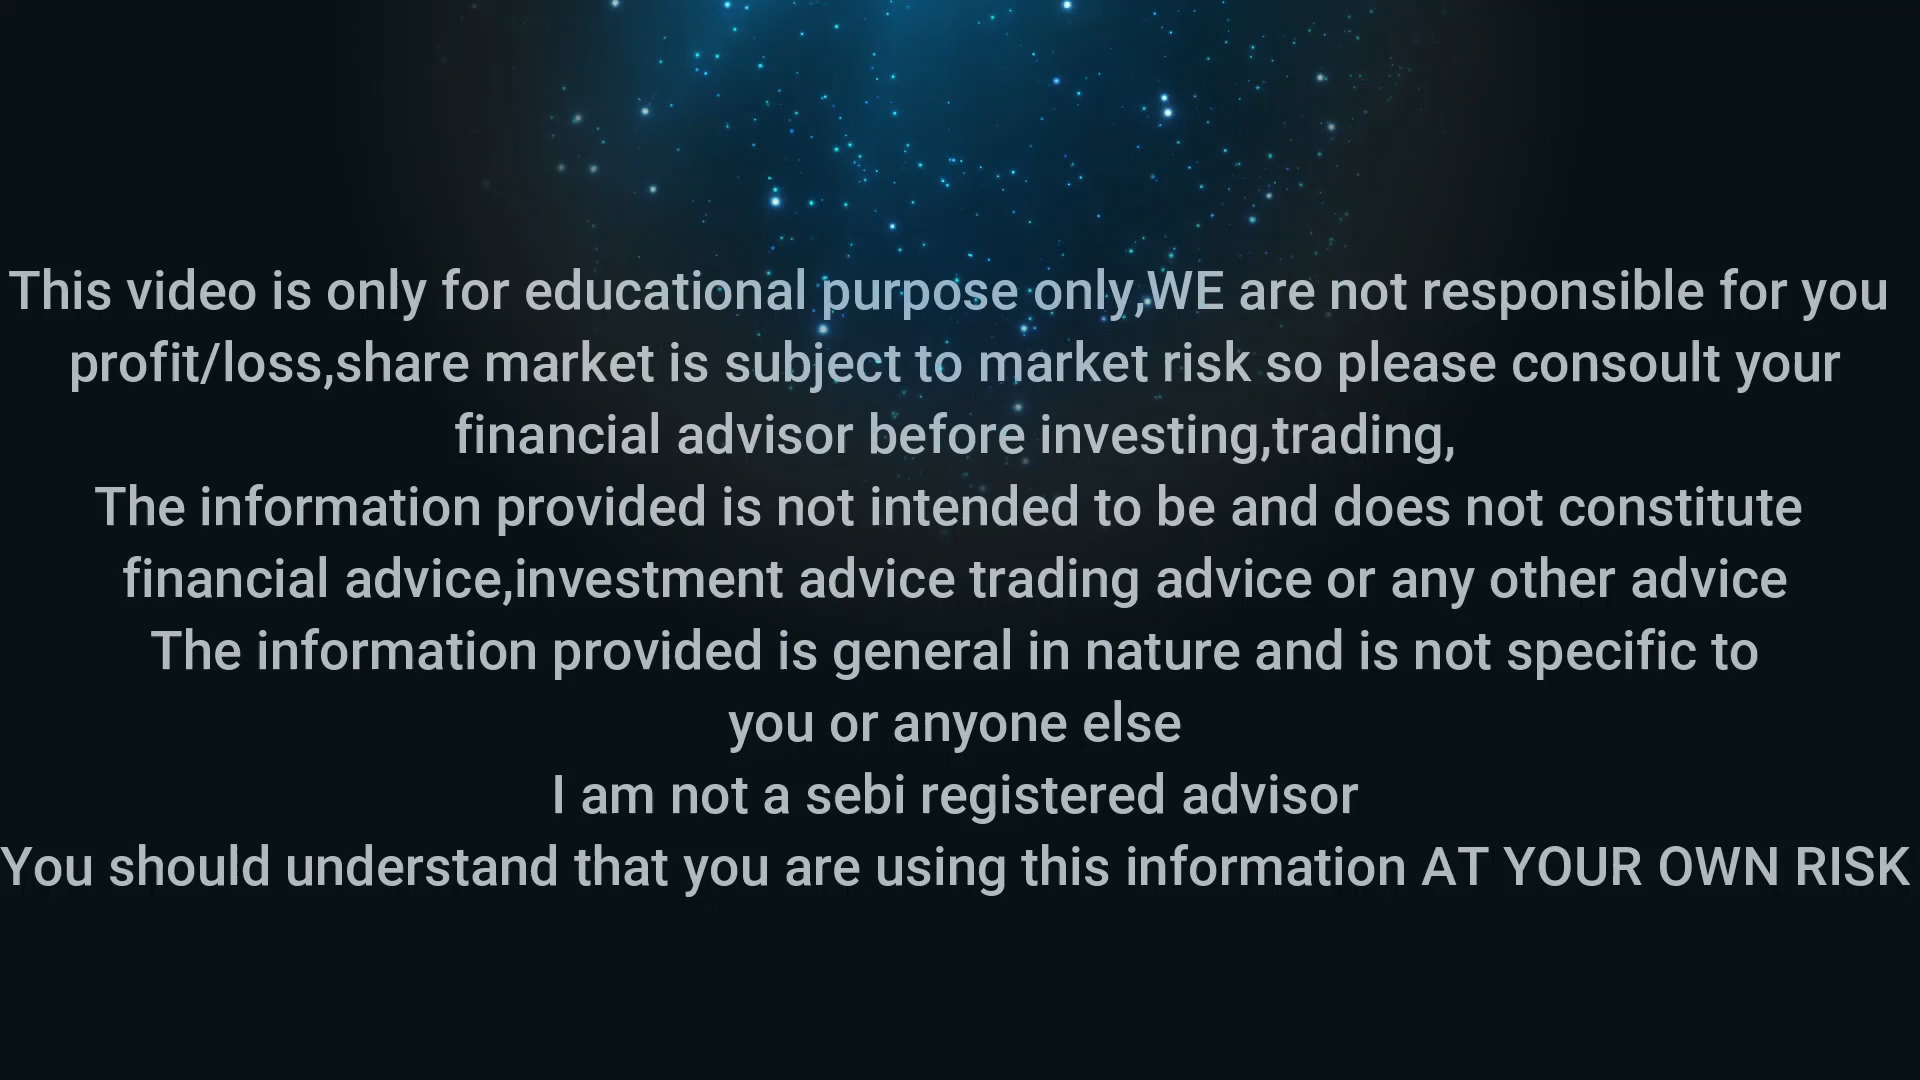 This video is only for educational purpose only,WE are not responsible for you
profit/loss,share market is subject to market risk so please consoult your
financial advisor before investing,trading,
The information provided is not intended to be and does not constitute
financial advice,investment advice trading advice or any other advice
The information provided is general in nature and is not specific to
you or anyone else
I am not a sebi registered advisor
You should understand that you are using this information AT YOUR OWN RISK